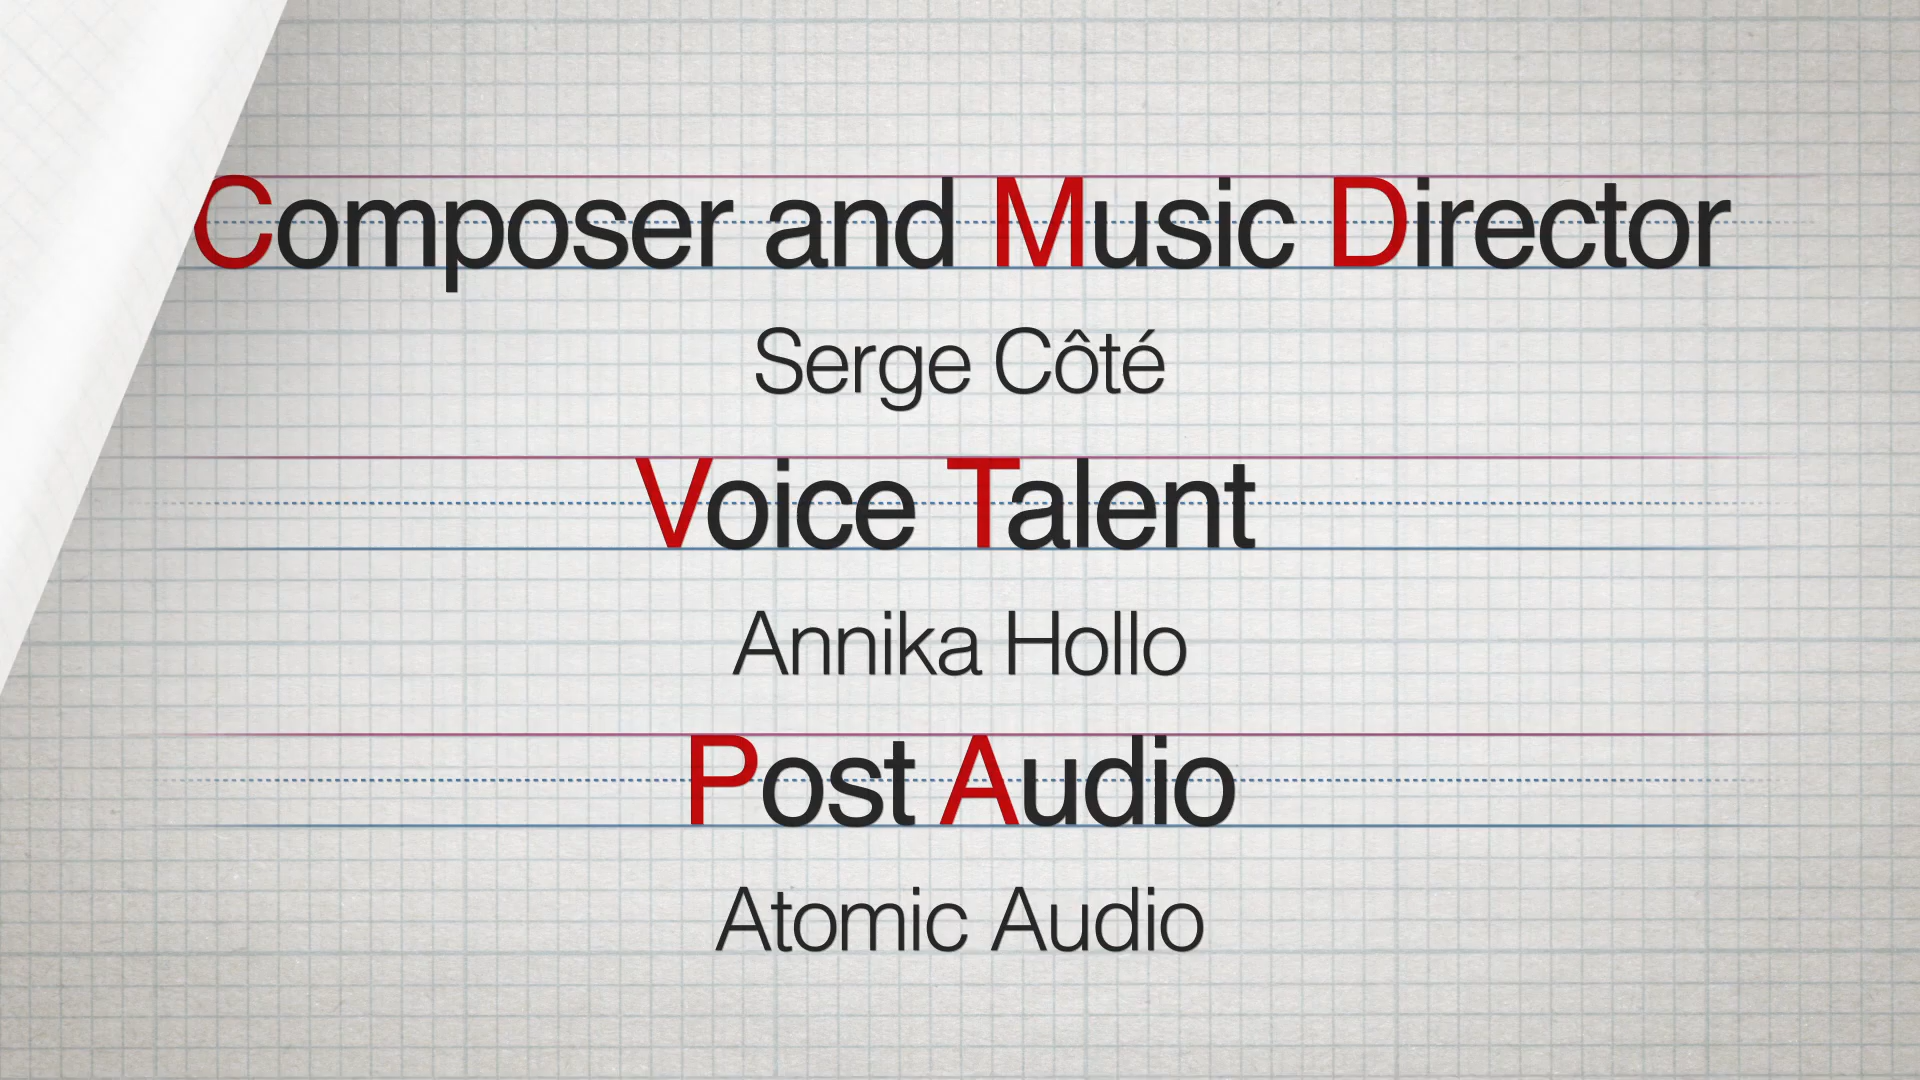 Composer and Music Director
Serge Côté
Voice Talent
Annika Hollo
Post Audio
Atomic Audio